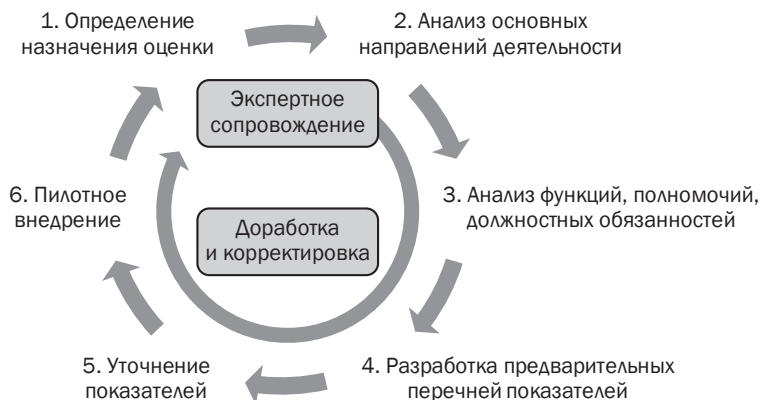 1. Определение
назначения оценки
2. Анализ основных
направлений деятельности
Экспертное
сопровождение
3. Анализ функций, полномочий,
должностных обязанностей
6. Пилотное
внедрение
Доработка
и корректировка
5. Уточнение
показателей
4. Разработка предварительных
перечней показателей